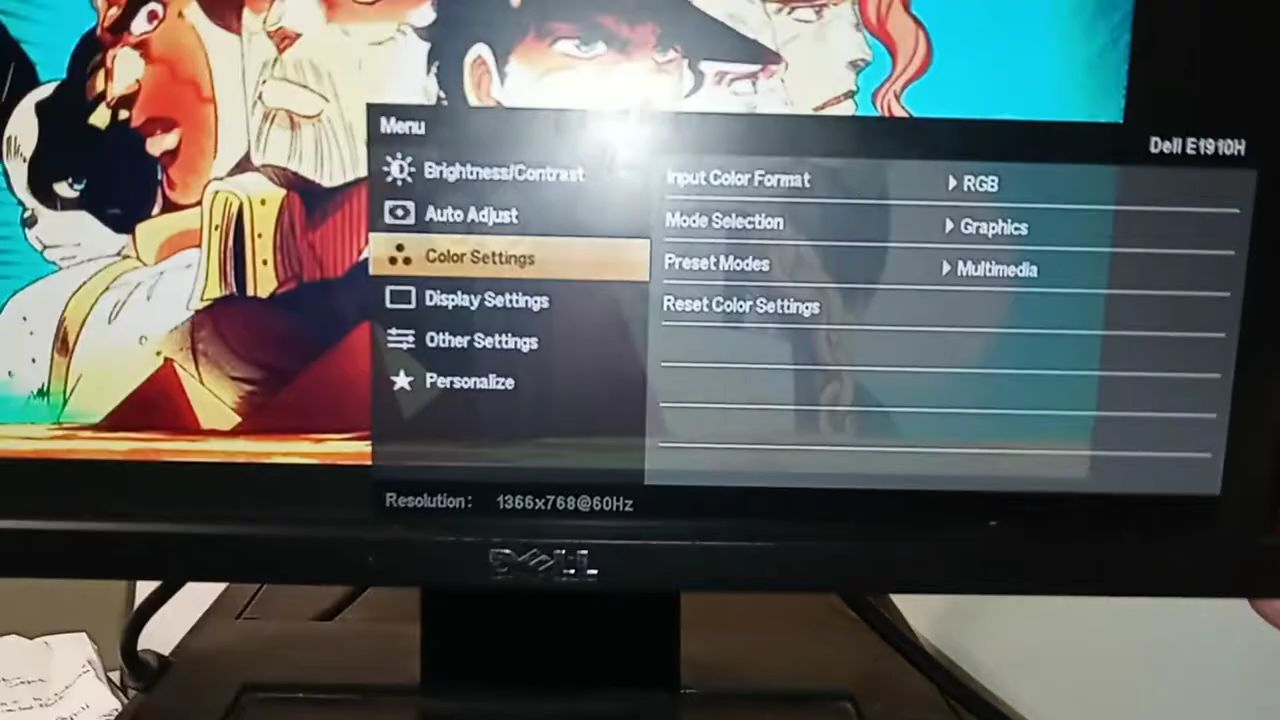 Menu
Dell E1910H
Brightness/Contrast
Auto Adjust
Color Settings
Display Settings
Other Settings
Personalize
Input Color Format RGB
Mode Selection Graphics
Preset Modes Multimedia
Reset Color Settings
Resolution: 1366x768@60Hz
DELL